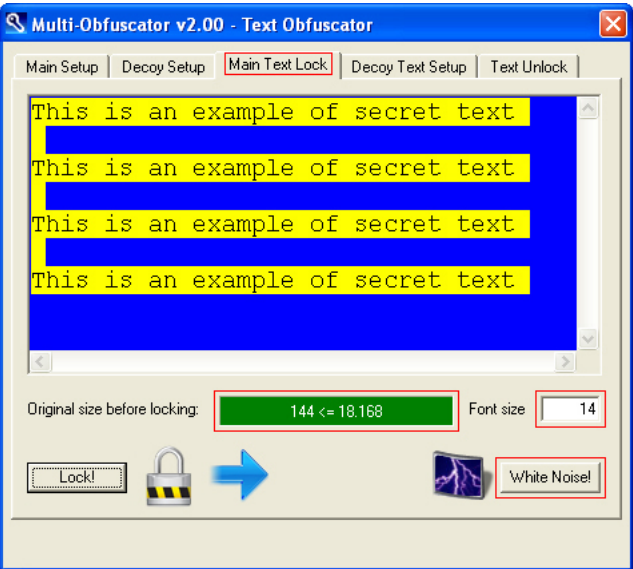 Multi-Obfuscator v2.00 - Text Obfuscator
Main Setup Decoy Setup Main Text Lock Decoy Text Setup Text Unlock
This is an example of secret text
This is an example of secret text
This is an example of secret text
This is an example of secret text
Original size before locking: 144 <= 18.168 Font size 14
Lock! White Noise!